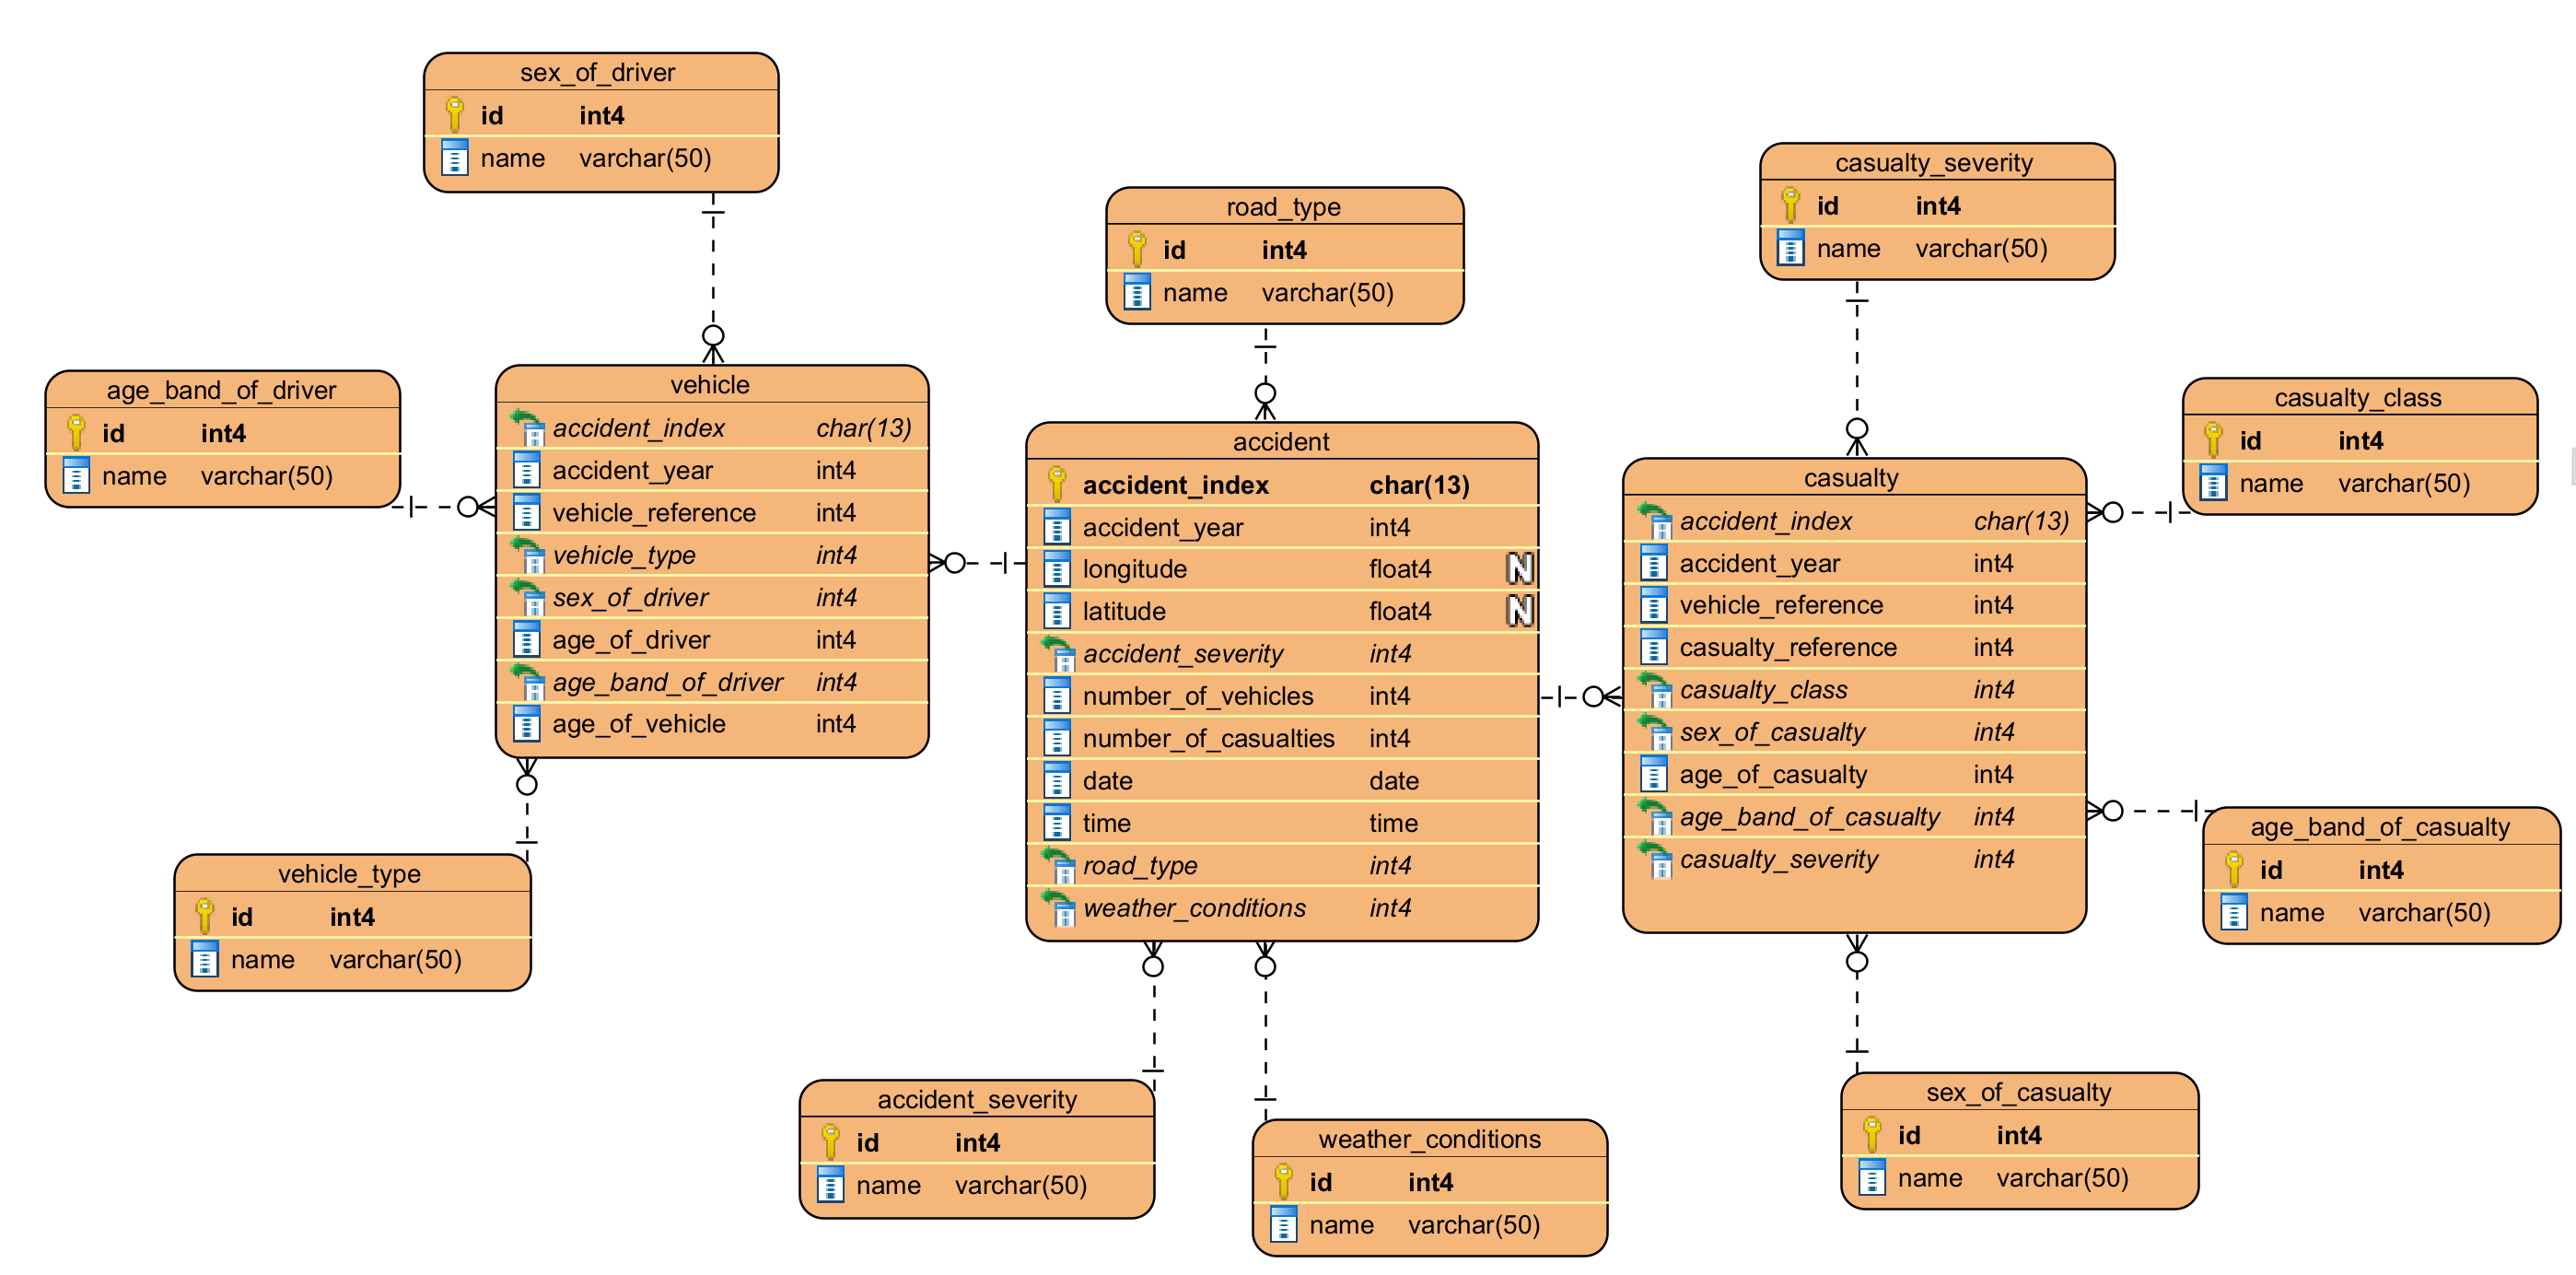 sex_of_driver
id int4
name varchar(50)
age_band_of_driver
id int4
name varchar(50)
vehicle
accident_index char(13)
accident_year int4
vehicle_reference int4
vehicle_type int4
sex_of_driver int4
age_of_driver int4
age_band_of_driver int4
age_of_vehicle int4
vehicle_type
id int4
name varchar(50)
road_type
id int4
name varchar(50)
accident
accident_index char(13)
accident_year int4
longitude float4 N
latitude float4 N
accident_severity int4
number_of_vehicles int4
number_of_casualties int4
date date
time time
road_type int4
weather_conditions int4
accident_severity
id int4
name varchar(50)
weather_conditions
id int4
name varchar(50)
casualty_severity
id int4
name varchar(50)
casualty_class
id int4
name varchar(50)
casualty
accident_index char(13)
accident_year int4
vehicle_reference int4
casualty_reference int4
casualty_class int4
sex_of_casualty int4
age_of_casualty int4
age_band_of_casualty int4
casualty_severity int4
age_band_of_casualty
id int4
name varchar(50)
sex_of_casualty
id int4
name varchar(50)